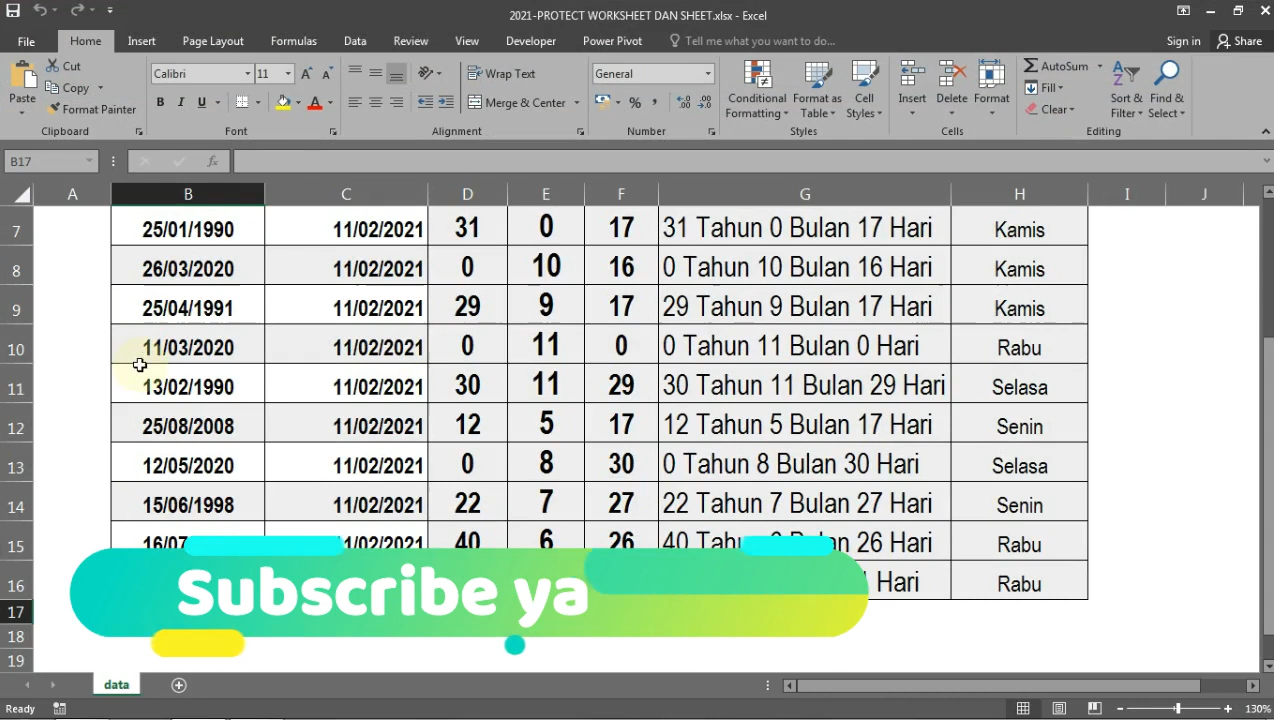 2021-PROTECT WORKSHEET DAN SHEET.xlsx - Excel
File Home Insert Page Layout Formulas Data Review View Developer Power Pivot Tell me what you want to do... Sign in Share
Paste Cut Copy Format Painter Calibri 11 B I U A Wrap Text Merge & Center General % , Conditional Formatting Format as Table Cell Styles Insert Delete Format AutoSum Fill Clear Sort & Filter Find & Select
Clipboard Font Alignment Number Styles Cells Editing
B17 fx
A B C D E F G H I J
7 25/01/1990 11/02/2021 31 0 17 31 Tahun 0 Bulan 17 Hari Kamis
8 26/03/2020 11/02/2021 0 10 16 0 Tahun 10 Bulan 16 Hari Kamis
9 25/04/1991 11/02/2021 29 9 17 29 Tahun 9 Bulan 17 Hari Kamis
10 11/03/2020 11/02/2021 0 11 0 0 Tahun 11 Bulan 0 Hari Rabu
11 13/02/1990 11/02/2021 30 11 29 30 Tahun 11 Bulan 29 Hari Selasa
12 25/08/2008 11/02/2021 12 5 17 12 Tahun 5 Bulan 17 Hari Senin
13 12/05/2020 11/02/2021 0 8 30 0 Tahun 8 Bulan 30 Hari Selasa
14 15/06/1998 11/02/2021 22 7 27 22 Tahun 7 Bulan 27 Hari Senin
15 11/02/2021 40 6 26 40 26 Hari Rabu
16 Hari Rabu
Subscribe ya
17
18
19
data
Ready 130%